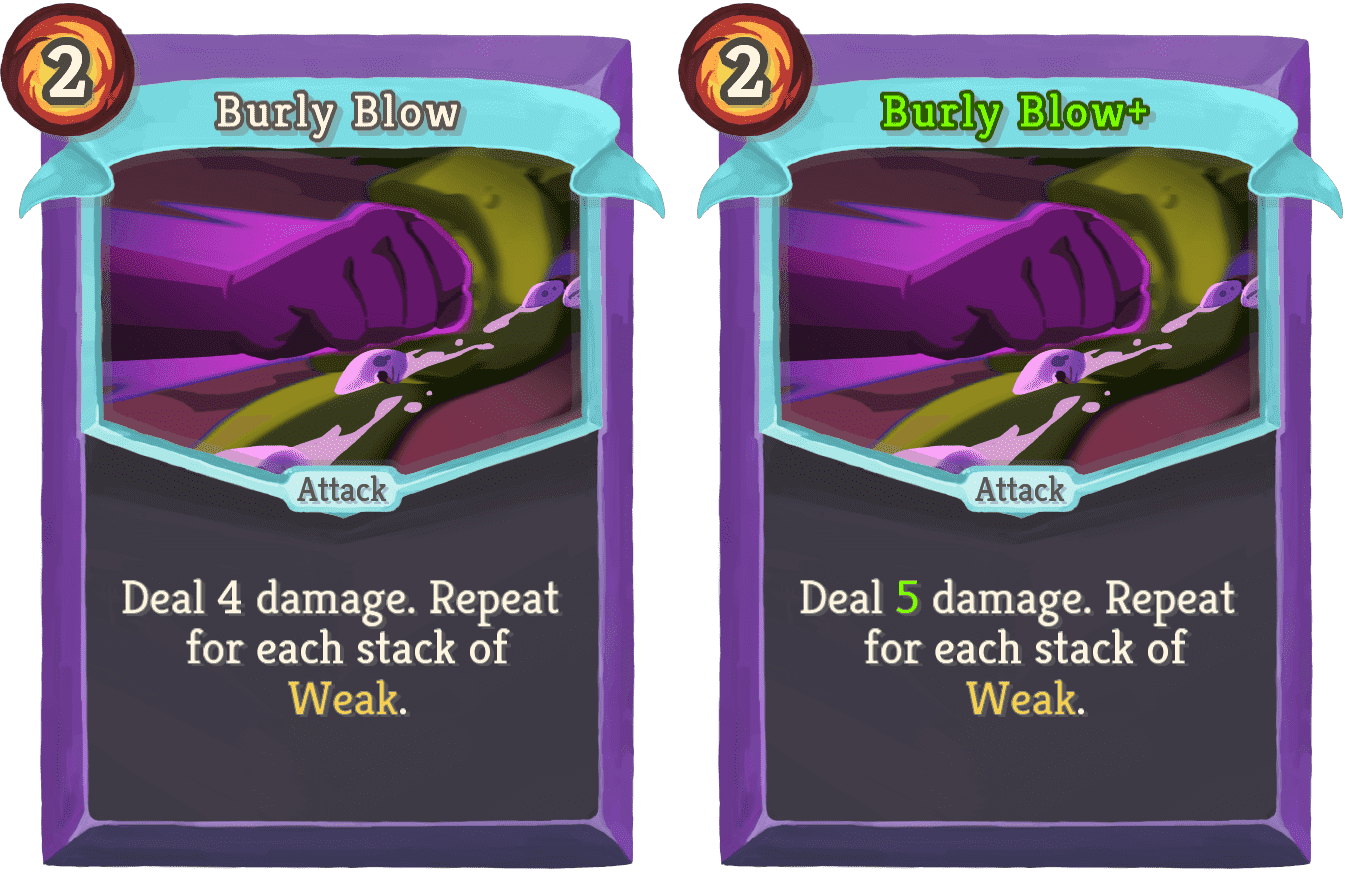 2
Burly Blow
Attack
Deal 4 damage. Repeat
for each stack of
Weak.
2
Burly Blow+
Attack
Deal 5 damage. Repeat
for each stack of
Weak.